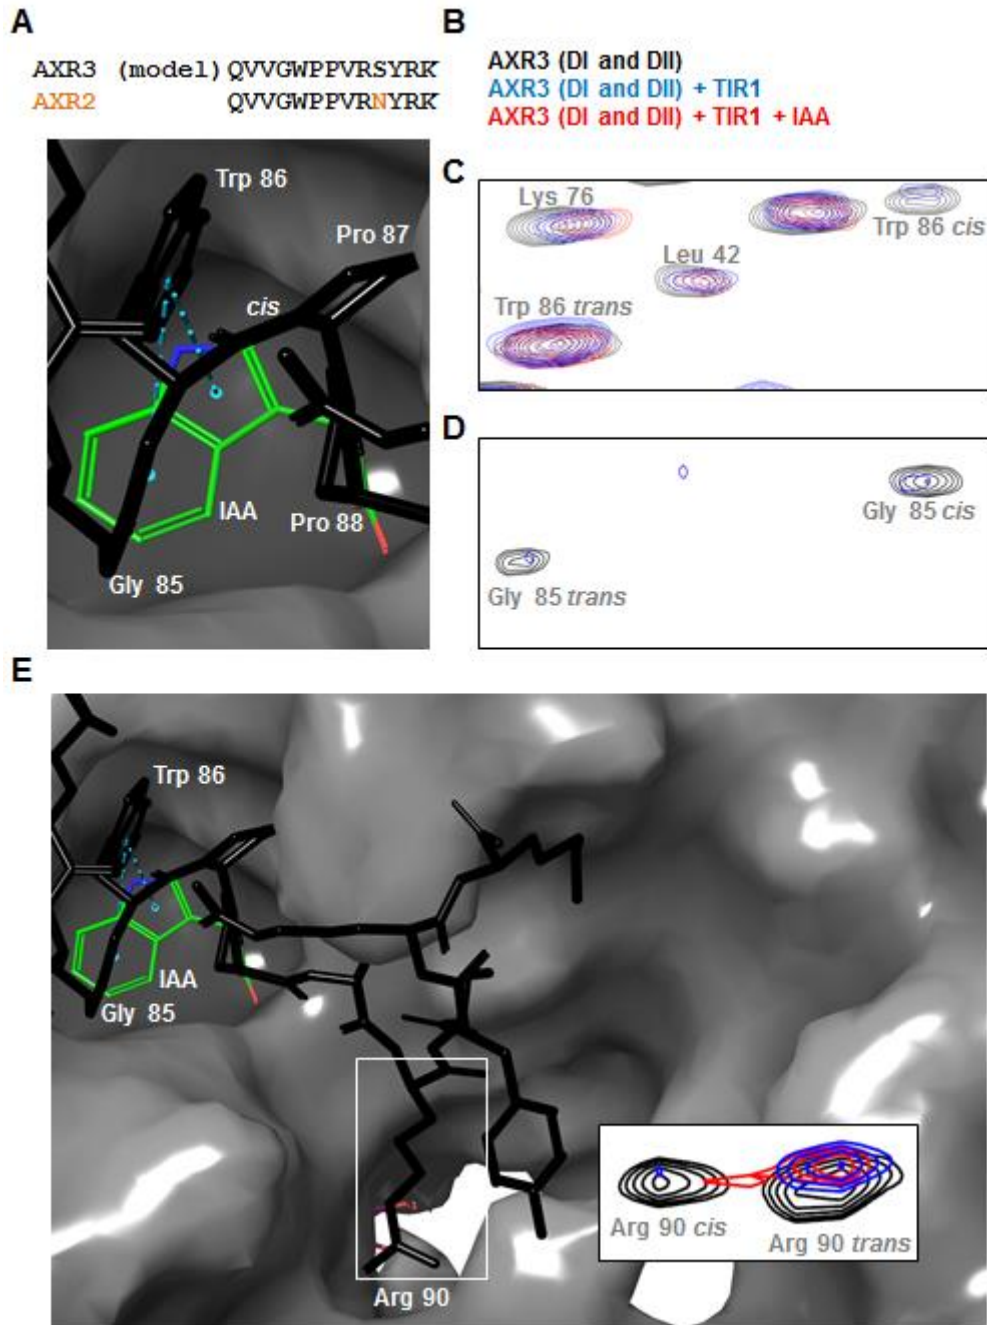 A
AXR3 (model) QVVGWPPVRSYRK
AXR2 QVVGWPPVRNYRK
Trp 86
Pro 87
cis
IAA
Pro 88
Gly 85
B
AXR3 (DI and DII)
AXR3 (DI and DII) + TIR1
AXR3 (DI and DII) + TIR1 + IAA
C
Lys 76
Trp 86 cis
Leu 42
Trp 86 trans
D
Gly 85 cis
Gly 85 trans
E
Trp 86
IAA
Gly 85
Arg 90
Arg 90 cis
Arg 90 trans